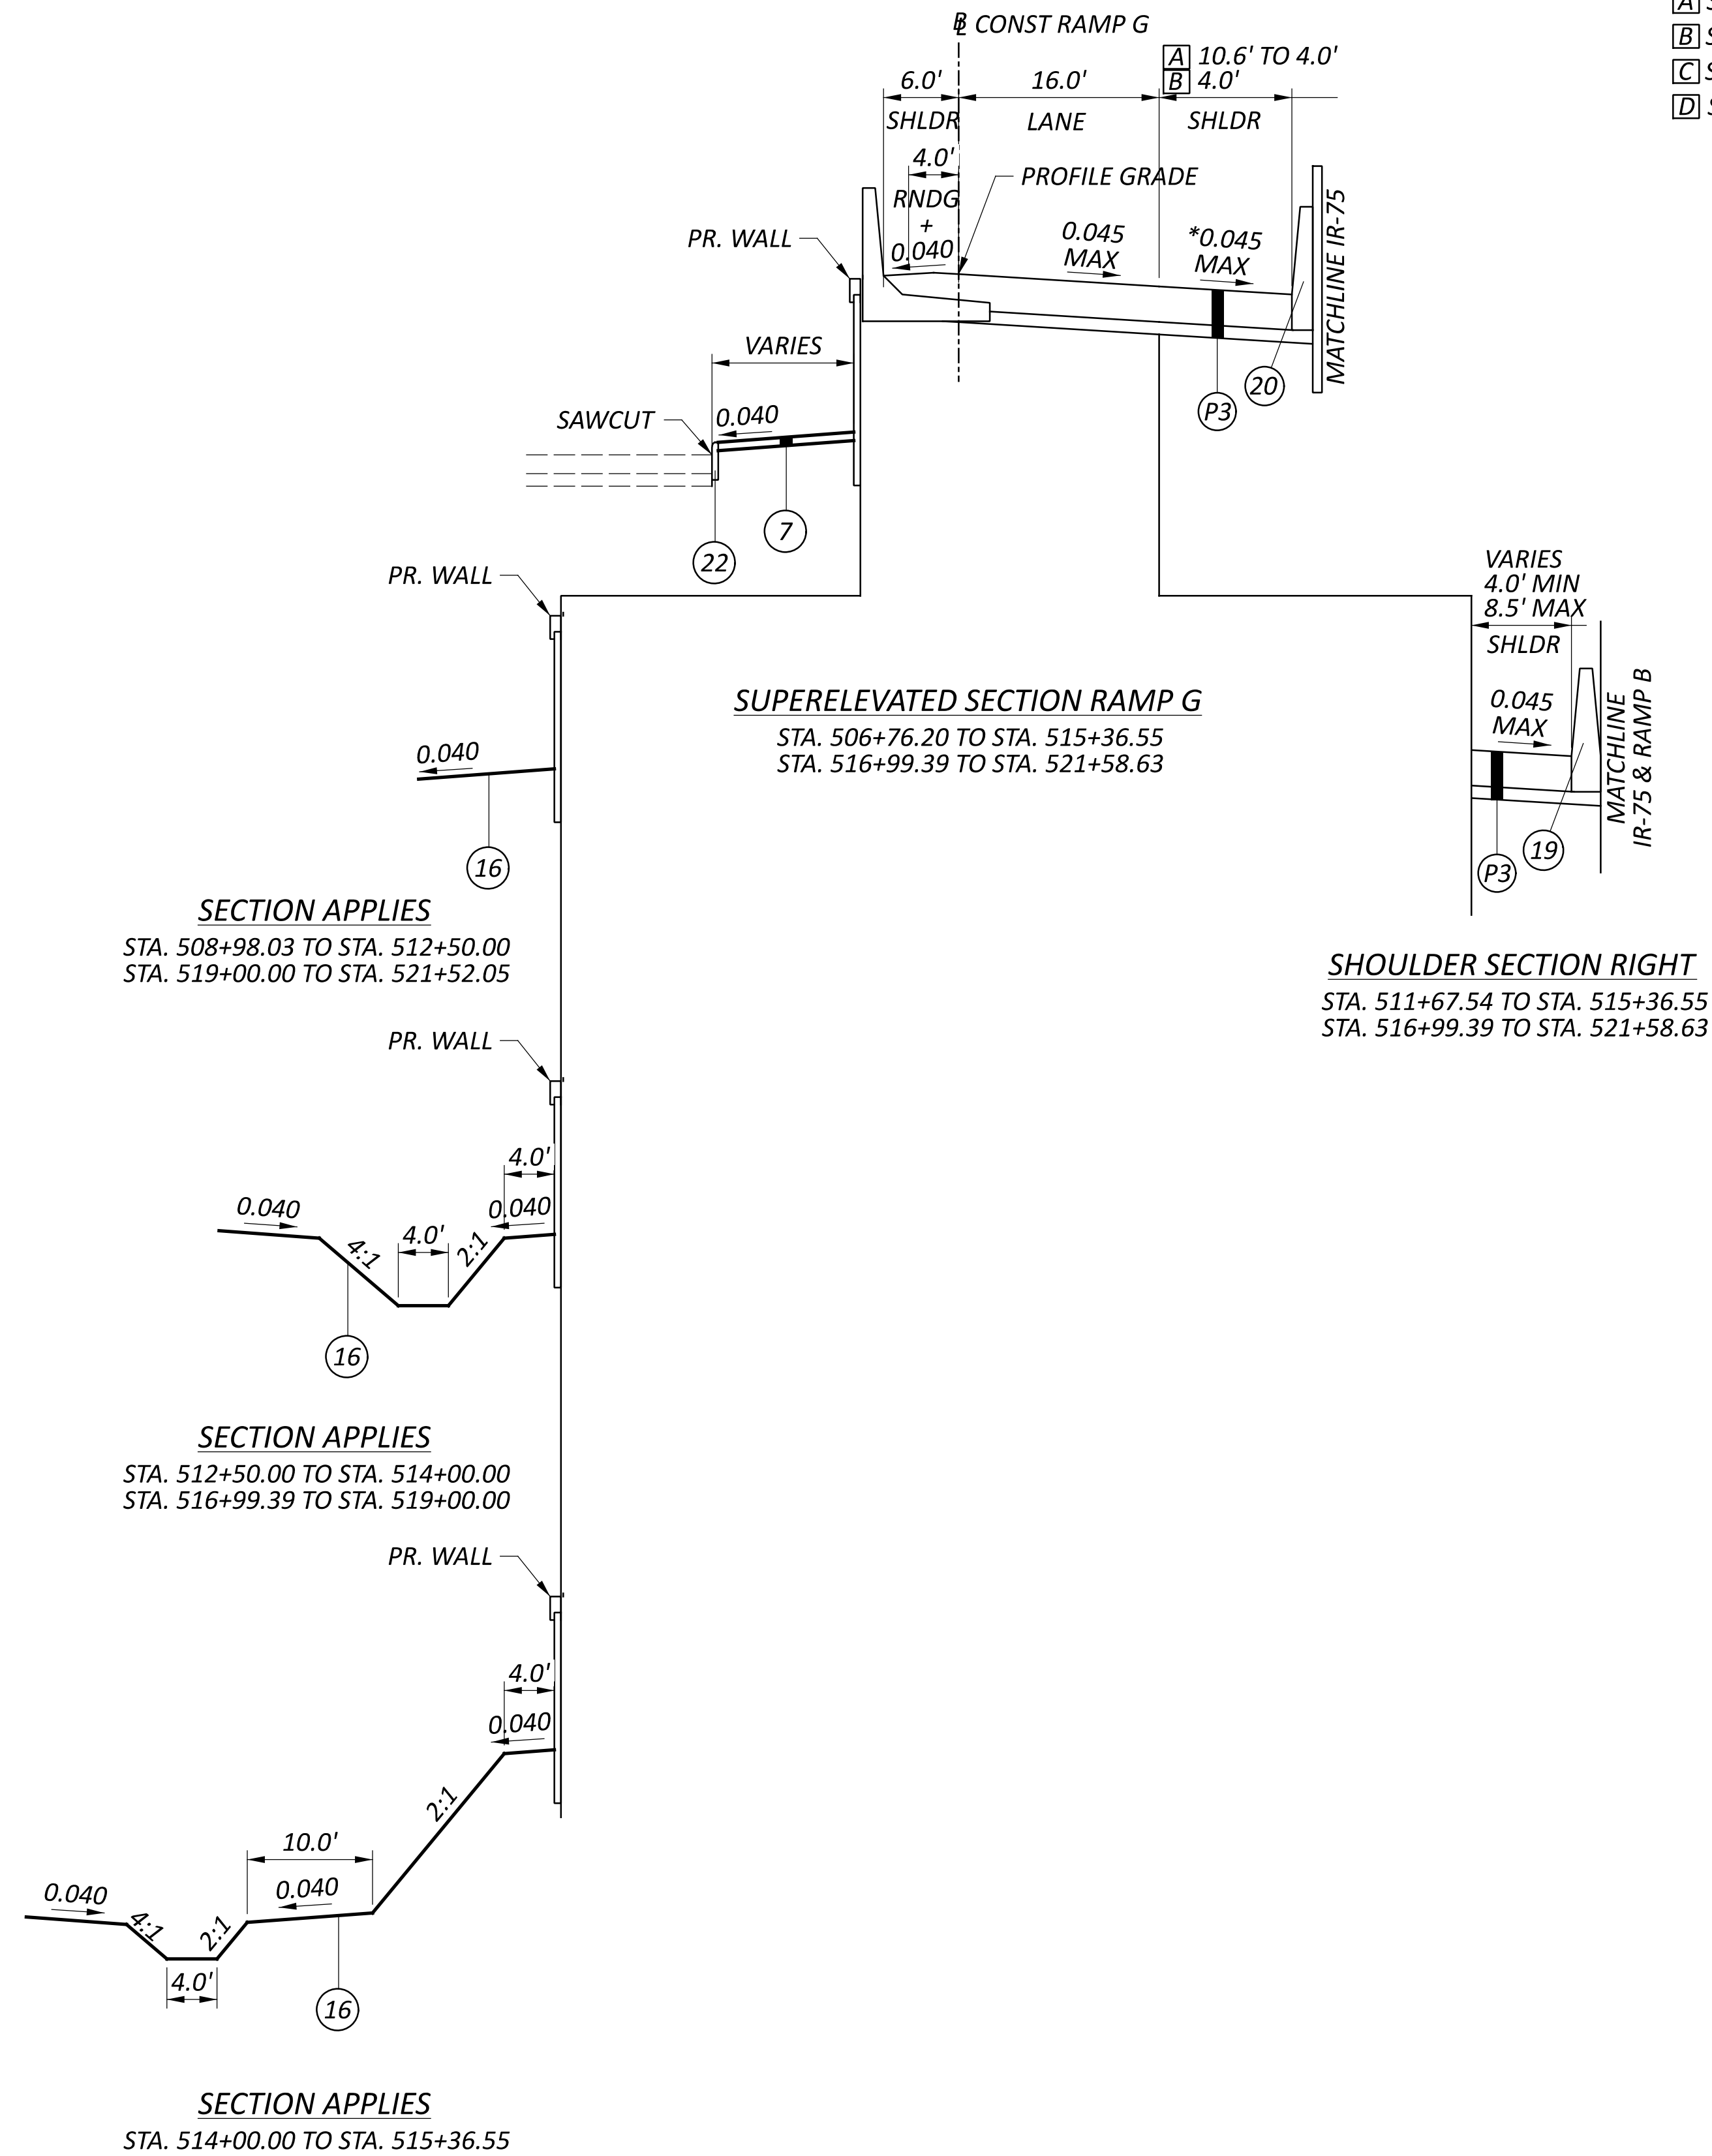 ℄ CONST RAMP G
A 10.6' TO 4.0'
B 4.0'
6.0'
16.0'
SHLDR
LANE
SHLDR
4.0'
RNDG
+
0.040
PROFILE GRADE
0.045
MAX
*0.045
MAX
MATCHLINE IR-75
PR. WALL
VARIES
SAWCUT
0.040
20
P3
7
22
A
B
C
D
PR. WALL
0.040
16
SECTION APPLIES
STA. 508+98.03 TO STA. 512+50.00
STA. 519+00.00 TO STA. 521+52.05
SUPERELEVATED SECTION RAMP G
STA. 506+76.20 TO STA. 515+36.55
STA. 516+99.39 TO STA. 521+58.63
VARIES
4.0' MIN
8.5' MAX
SHLDR
0.045
MAX
MATCHLINE
IR-75 & RAMP B
19
P3
SHOULDER SECTION RIGHT
STA. 511+67.54 TO STA. 515+36.55
STA. 516+99.39 TO STA. 521+58.63
PR. WALL
4.0'
0.040
0.040
4:1
4.0'
2:1
16
SECTION APPLIES
STA. 512+50.00 TO STA. 514+00.00
STA. 516+99.39 TO STA. 519+00.00
PR. WALL
4.0'
0.040
2:1
10.0'
0.040
0.040
4:1
2:1
4.0'
16
SECTION APPLIES
STA. 514+00.00 TO STA. 515+36.55